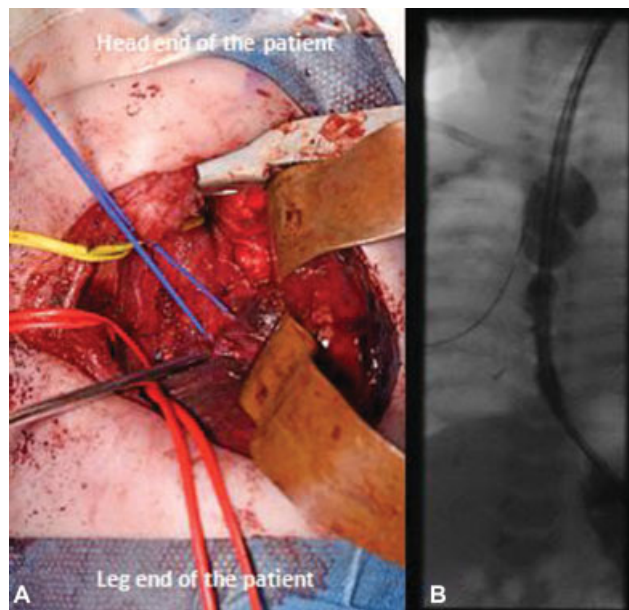 Head end of the patient
Leg end of the patient
A
B